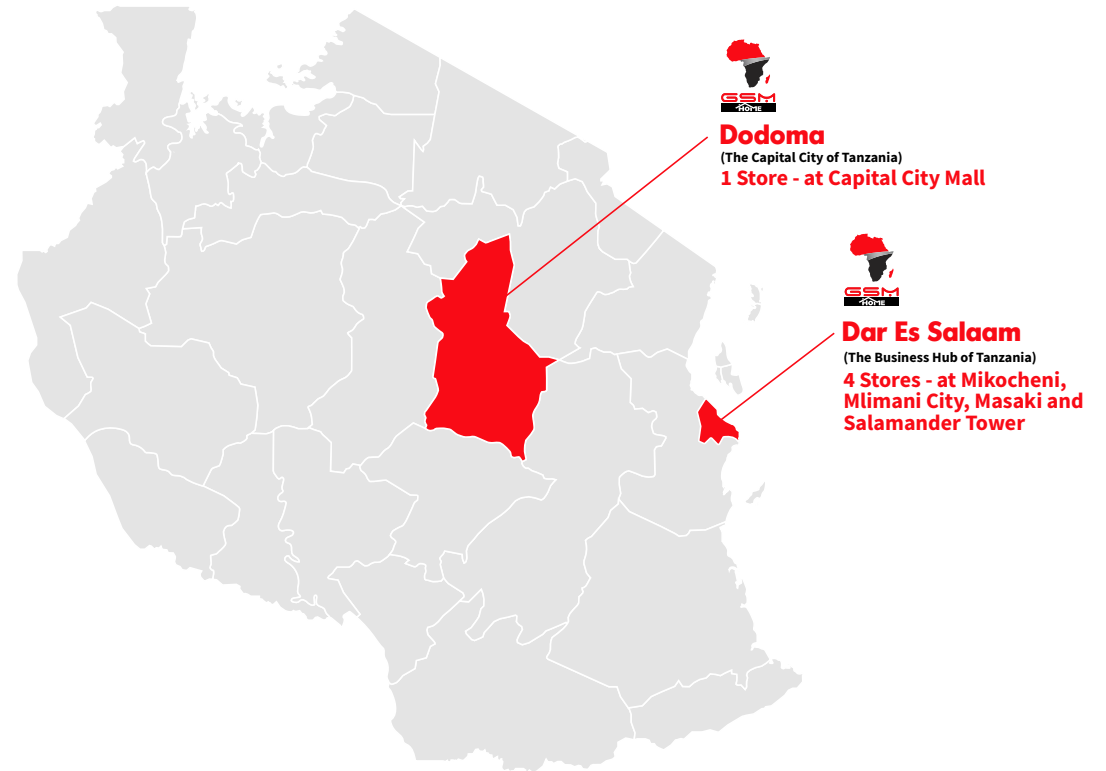 GSM
HOME
Dodoma
(The Capital City of Tanzania)
1 Store - at Capital City Mall
GSM
HOME
Dar Es Salaam
(The Business Hub of Tanzania)
4 Stores - at Mikocheni,
Mlimani City, Masaki and
Salamander Tower